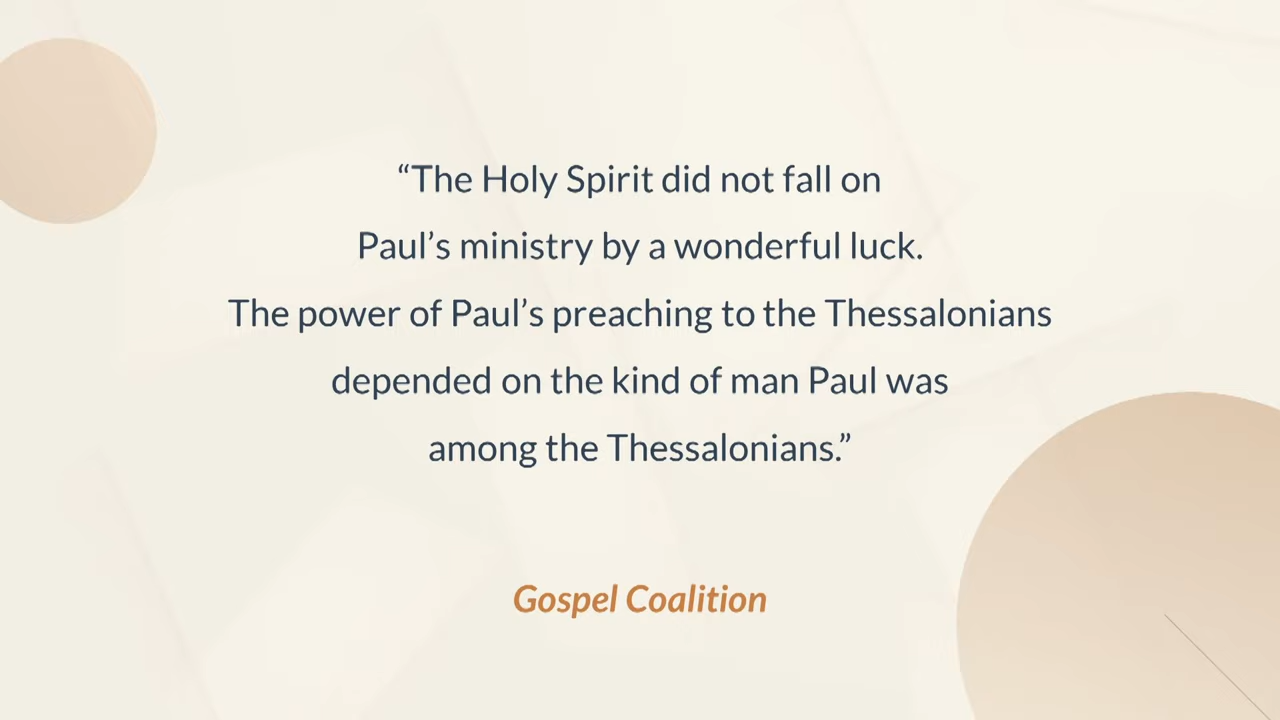 “The Holy Spirit did not fall on
Paul’s ministry by a wonderful luck.
The power of Paul’s preaching to the Thessalonians
depended on the kind of man Paul was
among the Thessalonians.”
Gospel Coalition